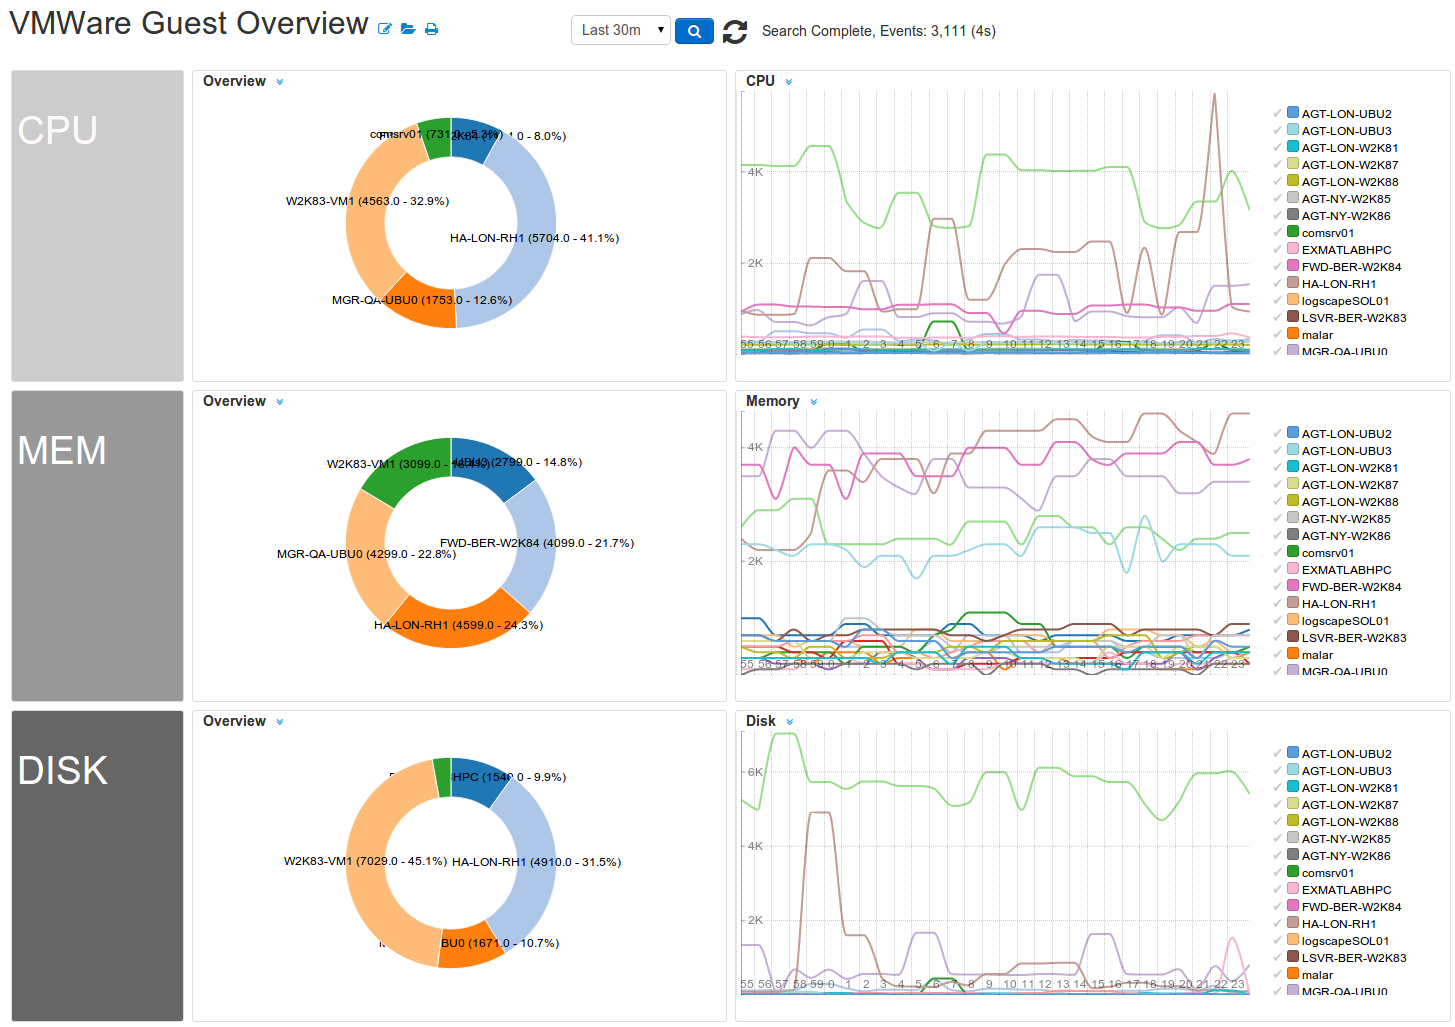 VMWare Guest Overview
Last 30m
Search Complete, Events: 3,111 (4s)
CPU
Overview
comsrv01 (731.0 - 5.3%)
1.0 - 8.0%)
W2K83-VM1 (4563.0 - 32.9%)
HA-LON-RH1 (5704.0 - 41.1%)
MGR-QA-UBU0 (1753.0 - 12.6%)
CPU
4K
2K
55 56 57 58 59 0 1 2 3 4 5 6 7 8 9 10 11 12 13 14 15 16 17 18 19 20 21 22 23
AGT-LON-UBU2
AGT-LON-UBU3
AGT-LON-W2K81
AGT-LON-W2K87
AGT-LON-W2K88
AGT-NY-W2K85
AGT-NY-W2K86
comsrv01
EXMATLABHPC
FWD-BER-W2K84
HA-LON-RH1
logscapeSOL01
LSVR-BER-W2K83
malar
MGR-QA-UBU0
MEM
Overview
W2K83-VM1 (3099.0 - 16.4%)
(2799.0 - 14.8%)
FWD-BER-W2K84 (4099.0 - 21.7%)
MGR-QA-UBU0 (4299.0 - 22.8%)
HA-LON-RH1 (4599.0 - 24.3%)
Memory
4K
2K
55 56 57 58 59 0 1 2 3 4 5 6 7 8 9 10 11 12 13 14 15 16 17 18 19 20 21 22 23
AGT-LON-UBU2
AGT-LON-UBU3
AGT-LON-W2K81
AGT-LON-W2K87
AGT-LON-W2K88
AGT-NY-W2K85
AGT-NY-W2K86
comsrv01
EXMATLABHPC
FWD-BER-W2K84
HA-LON-RH1
logscapeSOL01
LSVR-BER-W2K83
malar
MGR-QA-UBU0
DISK
Overview
HPC (1540.0 - 9.9%)
W2K83-VM1 (7029.0 - 45.1%)
HA-LON-RH1 (4910.0 - 31.5%)
BU0 (1671.0 - 10.7%)
Disk
6K
4K
2K
55 56 57 58 59 0 1 2 3 4 5 6 7 8 9 10 11 12 13 14 15 16 17 18 19 20 21 22 23
AGT-LON-UBU2
AGT-LON-UBU3
AGT-LON-W2K81
AGT-LON-W2K87
AGT-LON-W2K88
AGT-NY-W2K85
AGT-NY-W2K86
comsrv01
EXMATLABHPC
FWD-BER-W2K84
HA-LON-RH1
logscapeSOL01
LSVR-BER-W2K83
malar
MGR-QA-UBU0